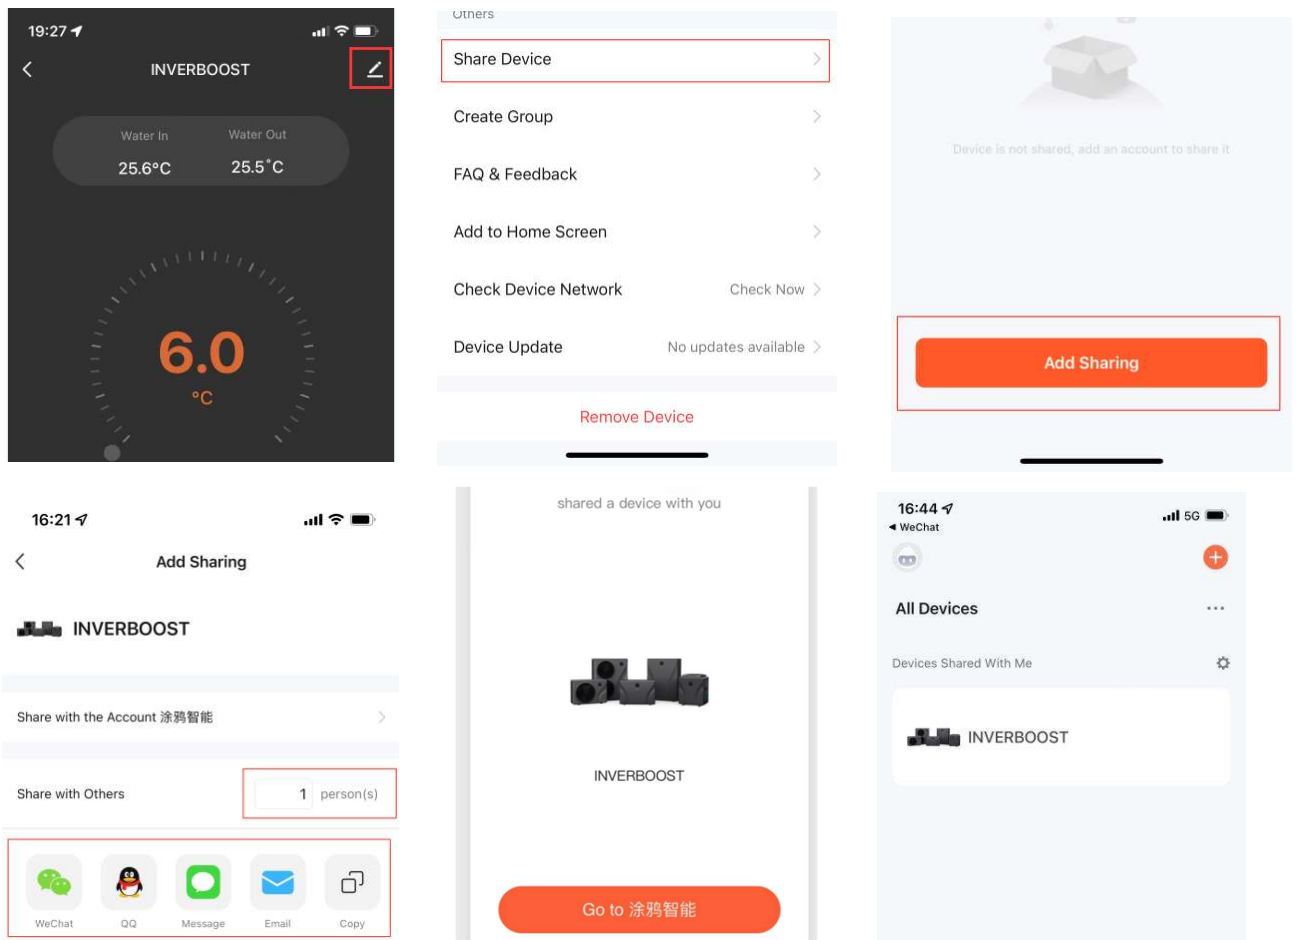 19:27
INVERBOOST
Water In
Water Out
25.6°C
25.5°C
6.0
°C
Others
Share Device
Create Group
FAQ & Feedback
Add to Home Screen
Check Device Network
Check Now
Device Update
No updates available
Remove Device
Device is not shared, add an account to share it
Add Sharing
16:21
Add Sharing
INVERBOOST
Share with the Account 涂鸦智能
Share with Others
1 person(s)
WeChat
QQ
Message
Email
Copy
shared a device with you
INVERBOOST
Go to 涂鸦智能
16:44
5G
WeChat
All Devices
Devices Shared With Me
INVERBOOST